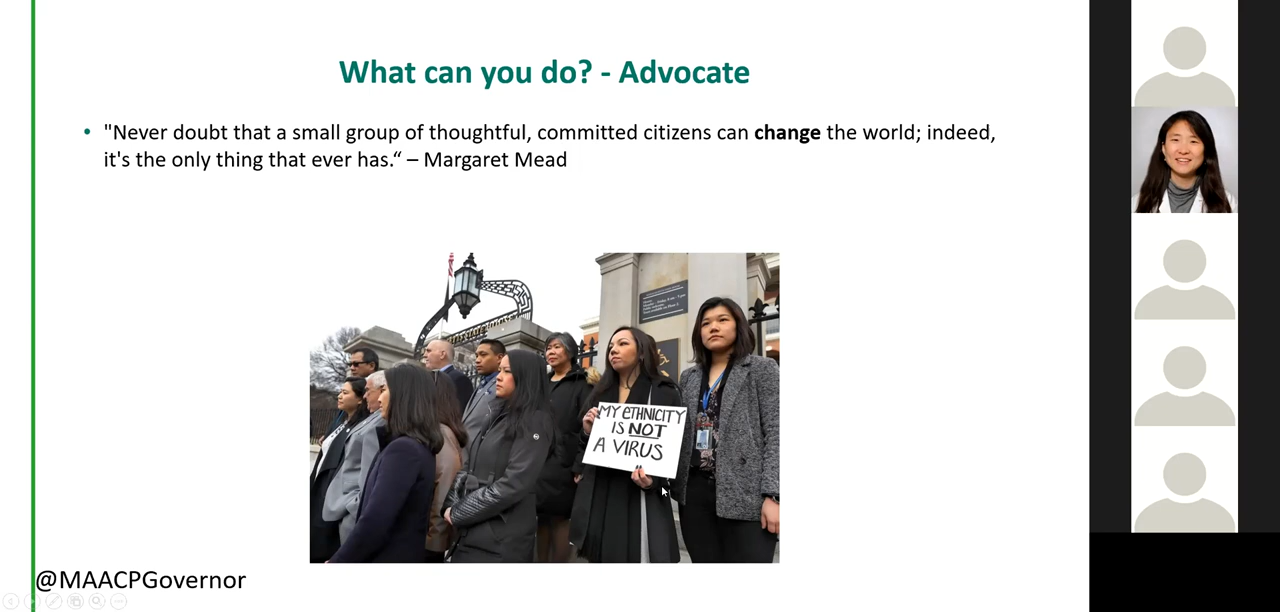 What can you do? - Advocate
• "Never doubt that a small group of thoughtful, committed citizens can change the world; indeed,
it's the only thing that ever has.“ – Margaret Mead
MY ETHNICITY
IS NOT
A VIRUS
@MAACPGovernor